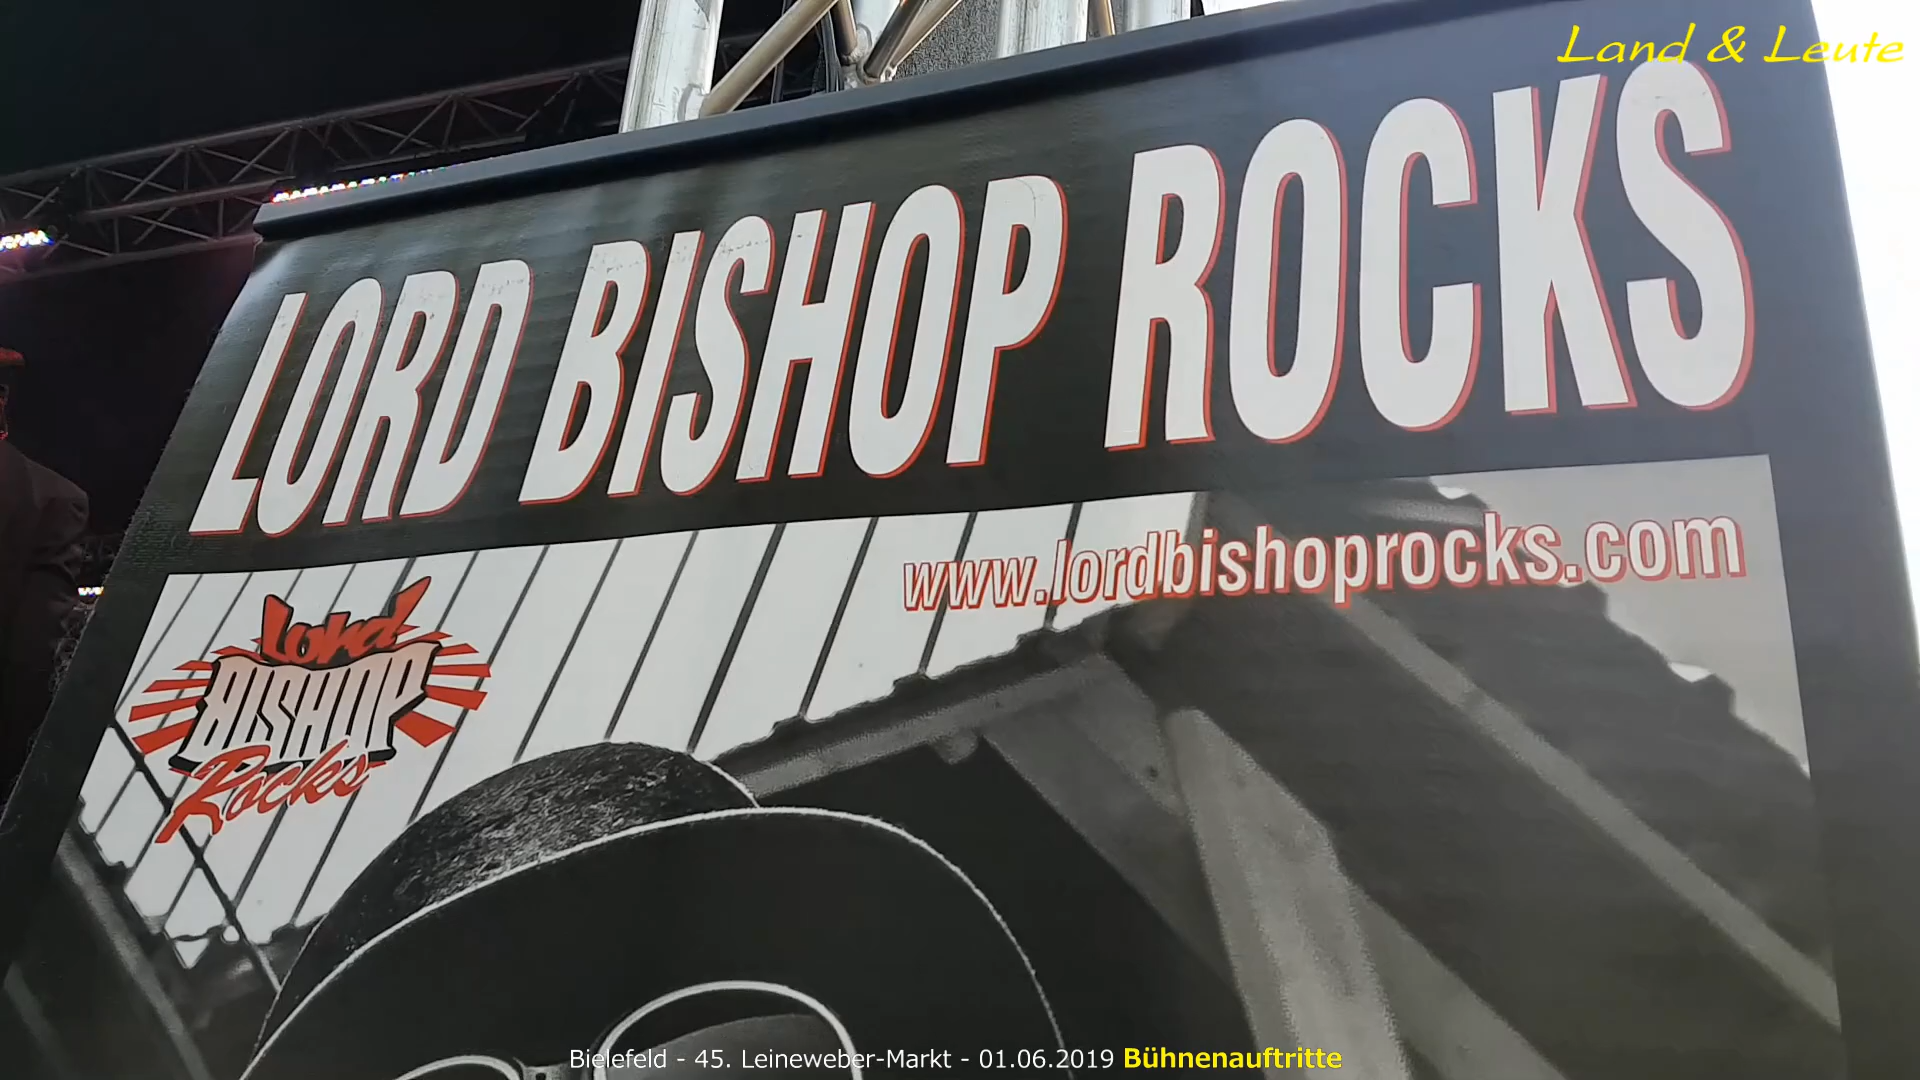 Land & Leute
LORD BISHOP ROCKS
www.lordbishoprocks.com
Lord
BISHOP
Rocks
Bielefeld - 45. Leineweber-Markt - 01.06.2019 Bühnenauftritte